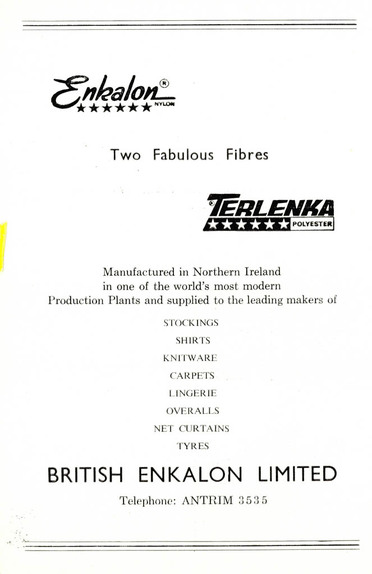 Enkalon®
NYLON
Two Fabulous Fibres
TERLENKA
POLYESTER
Manufactured in Northern Ireland
in one of the world's most modern
Production Plants and supplied to the leading makers of
STOCKINGS
SHIRTS
KNITWARE
CARPETS
LINGERIE
OVERALLS
NET CURTAINS
TYRES
BRITISH ENKALON LIMITED
Telephone: ANTRIM 3535